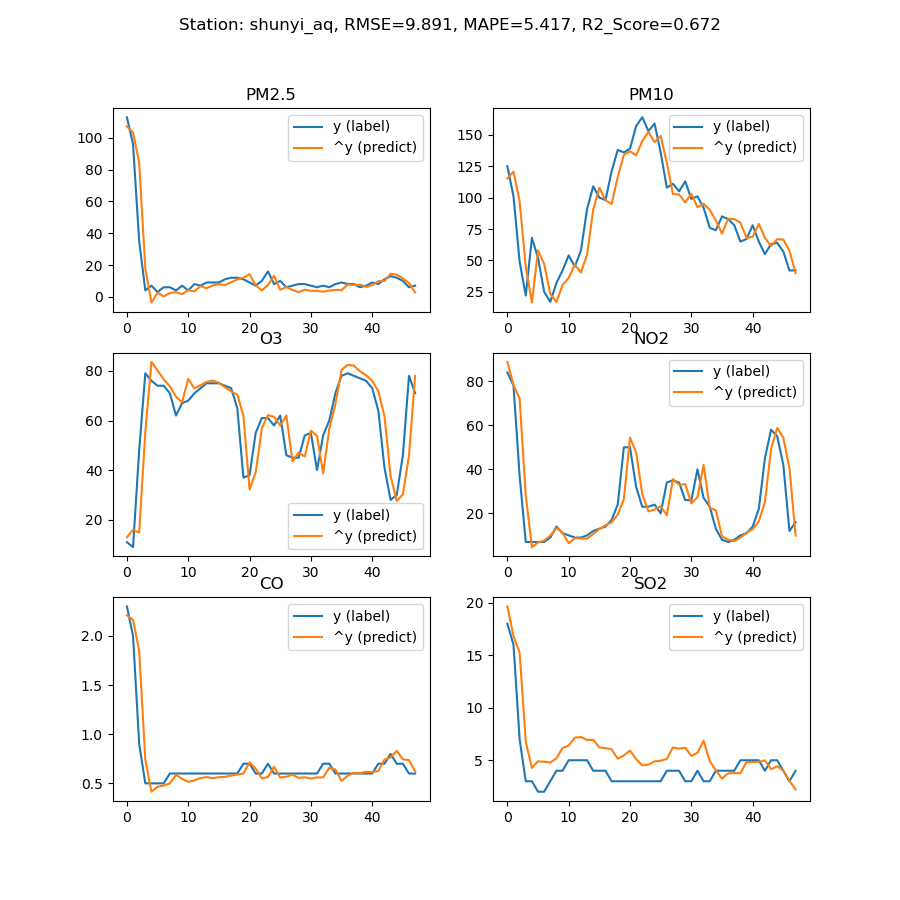 Station: shunyi_aq, RMSE=9.891, MAPE=5.417, R2_Score=0.672
PM2.5
y (label)
^y (predict)
100
80
60
40
20
0
0 10 20 30 40
PM10
y (label)
^y (predict)
150
125
100
75
50
25
0 10 20 30 40
O3
80
60
40
20
y (label)
^y (predict)
0 10 20 30 40
NO2
y (label)
^y (predict)
80
60
40
20
0 10 20 30 40
CO
y (label)
^y (predict)
2.0
1.5
1.0
0.5
0 10 20 30 40
SO2
y (label)
^y (predict)
20
15
10
5
0 10 20 30 40